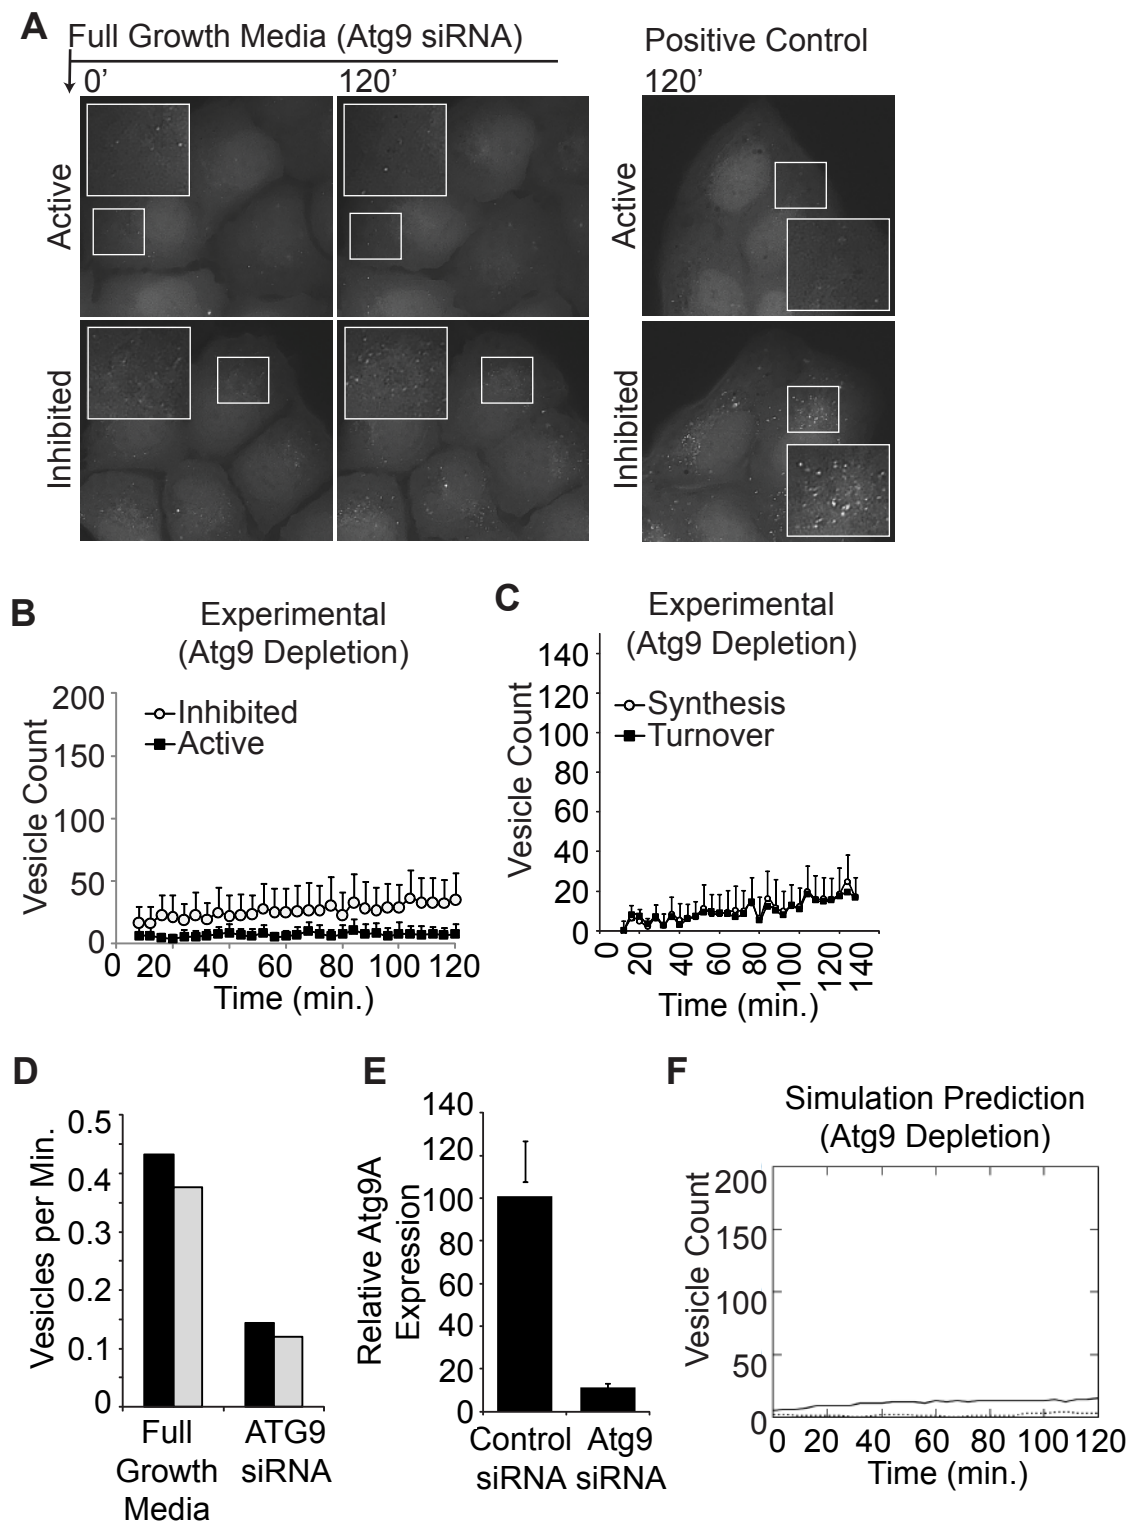 A
Full Growth Media (Atg9 siRNA)
Positive Control
0’
120’
120’
Active
Active
Inhibited
Inhibited
B
Experimental
(Atg9 Depletion)
200
150
100
50
0
Vesicle Count
Inhibited
Active
0 20 40 60 80 100 120
Time (min.)
C
Experimental
(Atg9 Depletion)
140
120
100
80
60
40
20
0
Vesicle Count
Synthesis
Turnover
0 20 40 60 80 100 120 140
Time (min.)
D
0.5
0.4
0.3
0.2
0.1
0
Vesicles per Min.
Full
Growth
Media
ATG9
siRNA
E
140
120
100
80
60
40
20
0
Relative Atg9A
Expression
Control
siRNA
Atg9
siRNA
F
Simulation Prediction
(Atg9 Depletion)
200
150
100
50
0
Vesicle Count
0 20 40 60 80 100 120
Time (min.)